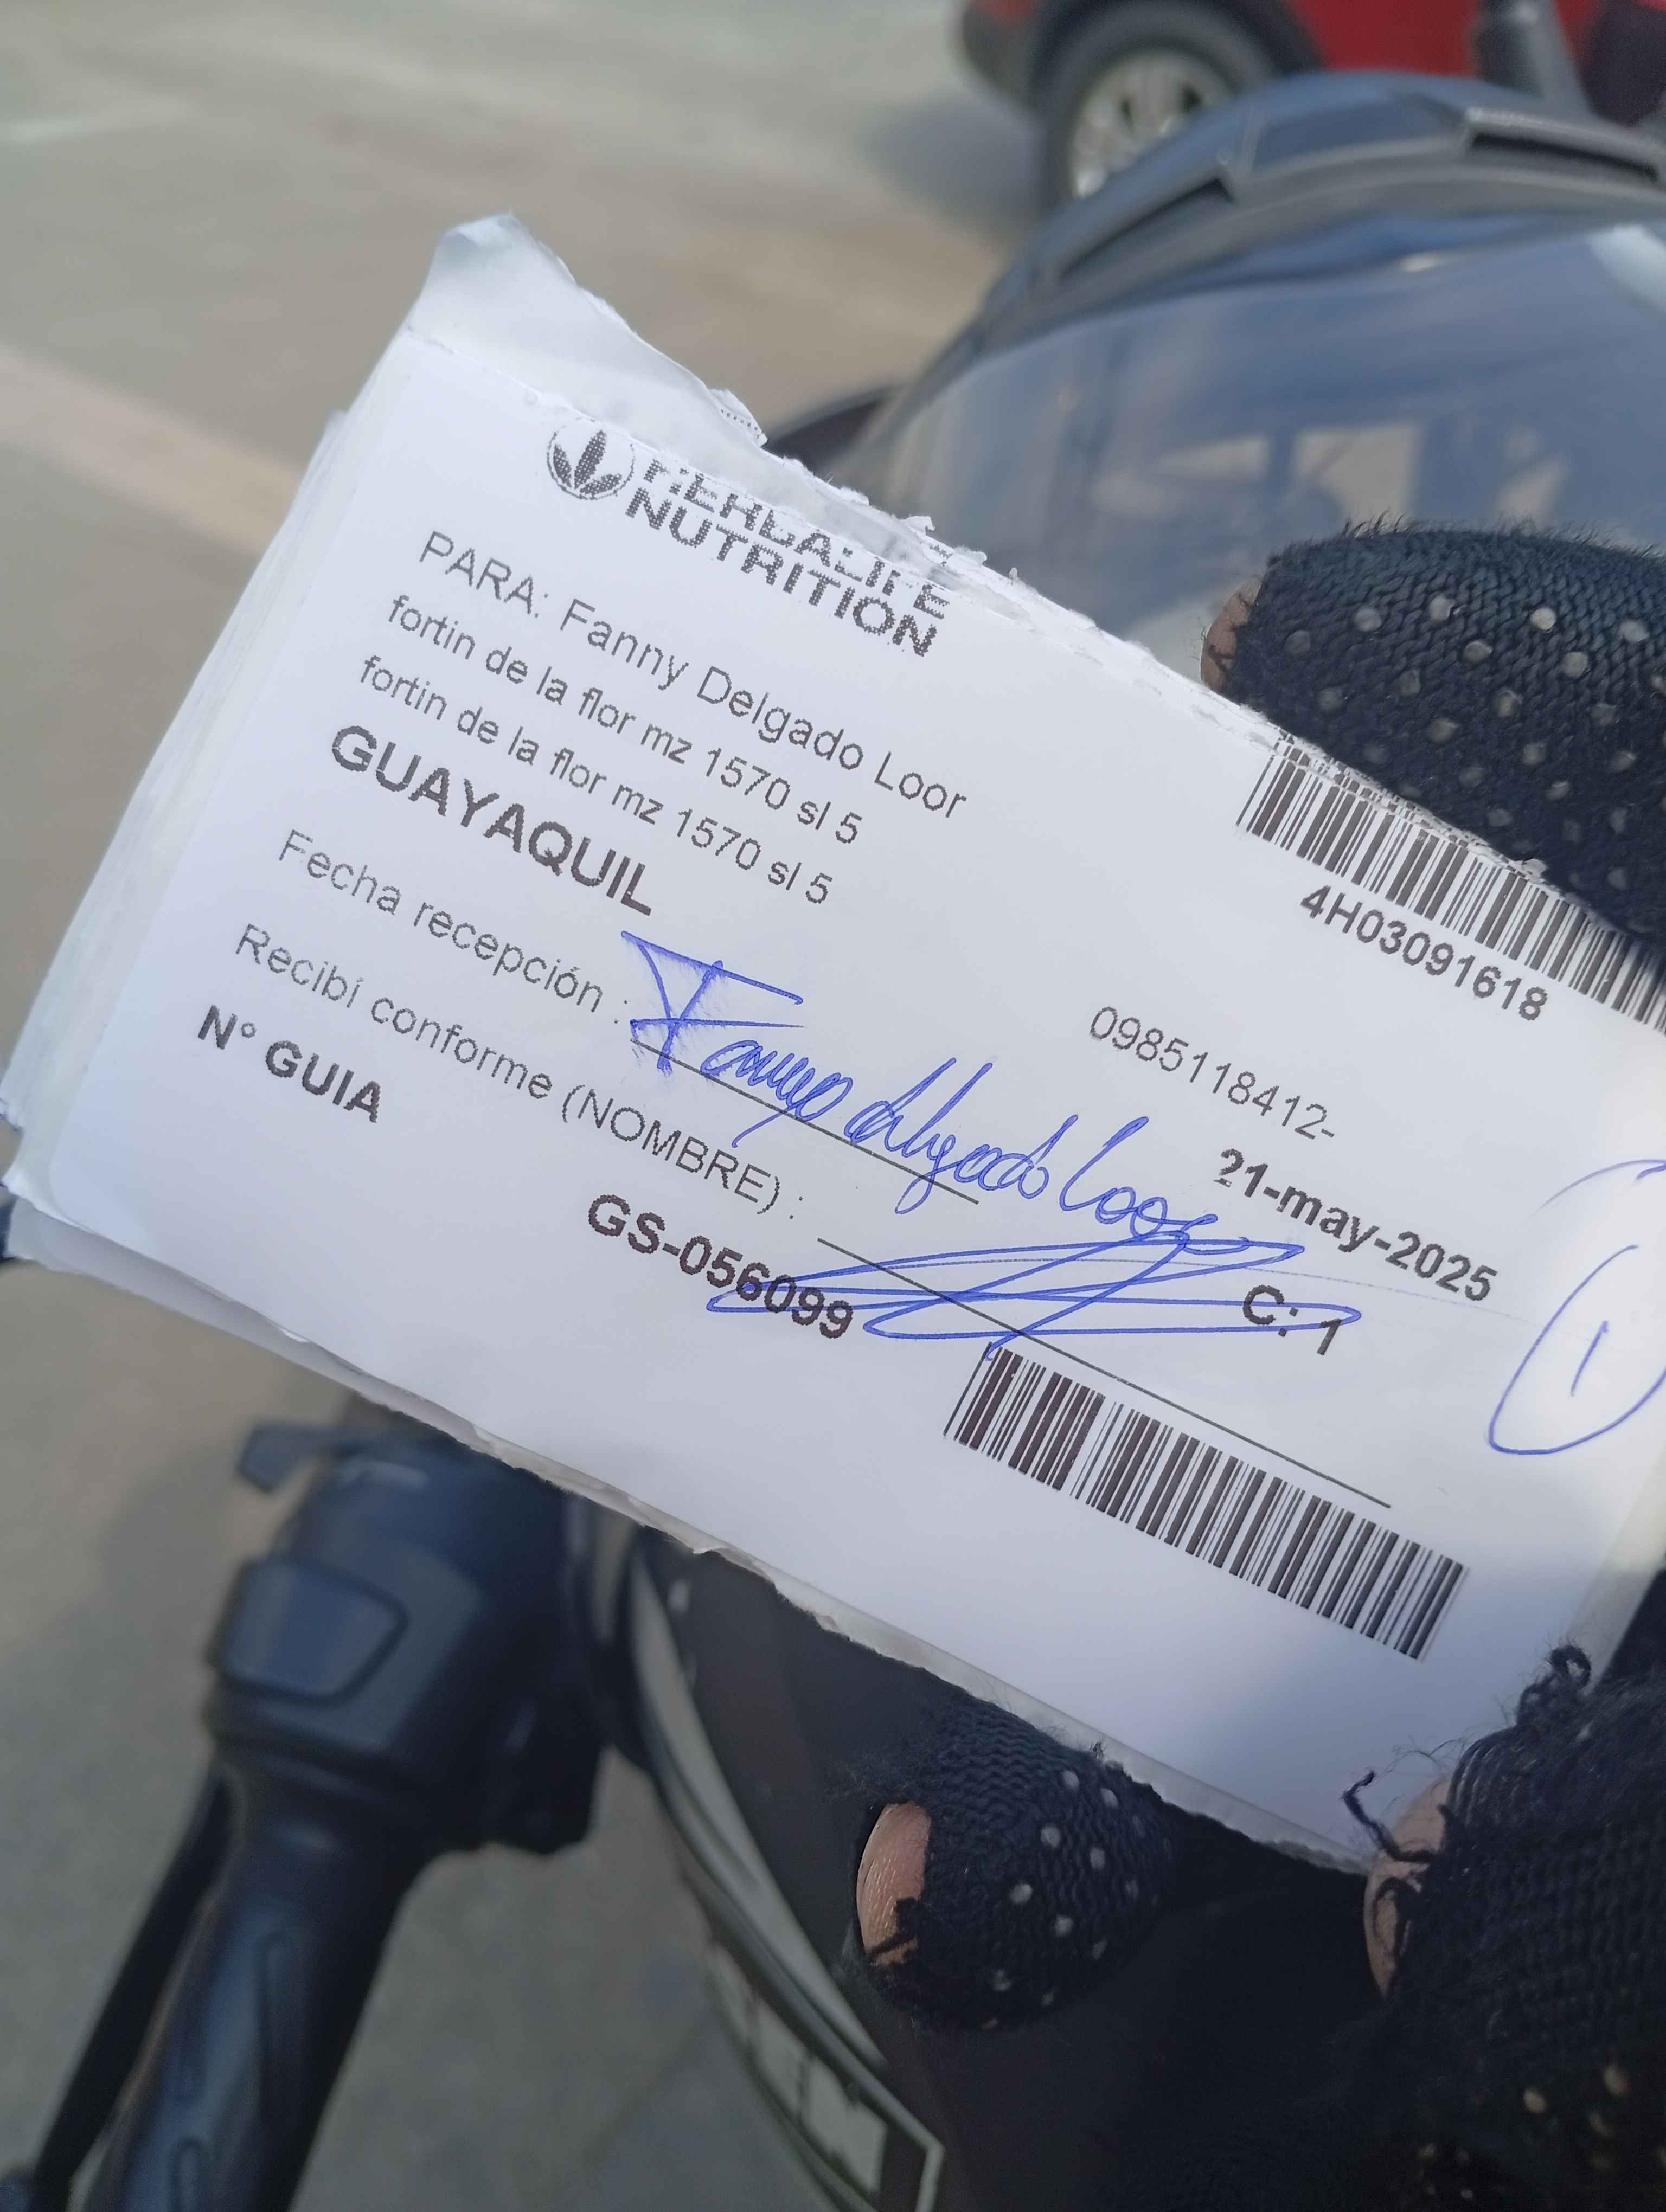 HERBALIFE
NUTRITION
PARA: Fanny Delgado Loor
fortin de la flor mz 1570 sl 5
fortin de la flor mz 1570 sl 5
GUAYAQUIL
4H03091618
0985118412-
Fecha recepción :
21-may-2025
Fanny delgado Loor
Recibí conforme (NOMBRE) :
C: 1
1
N° GUIA
GS-056099